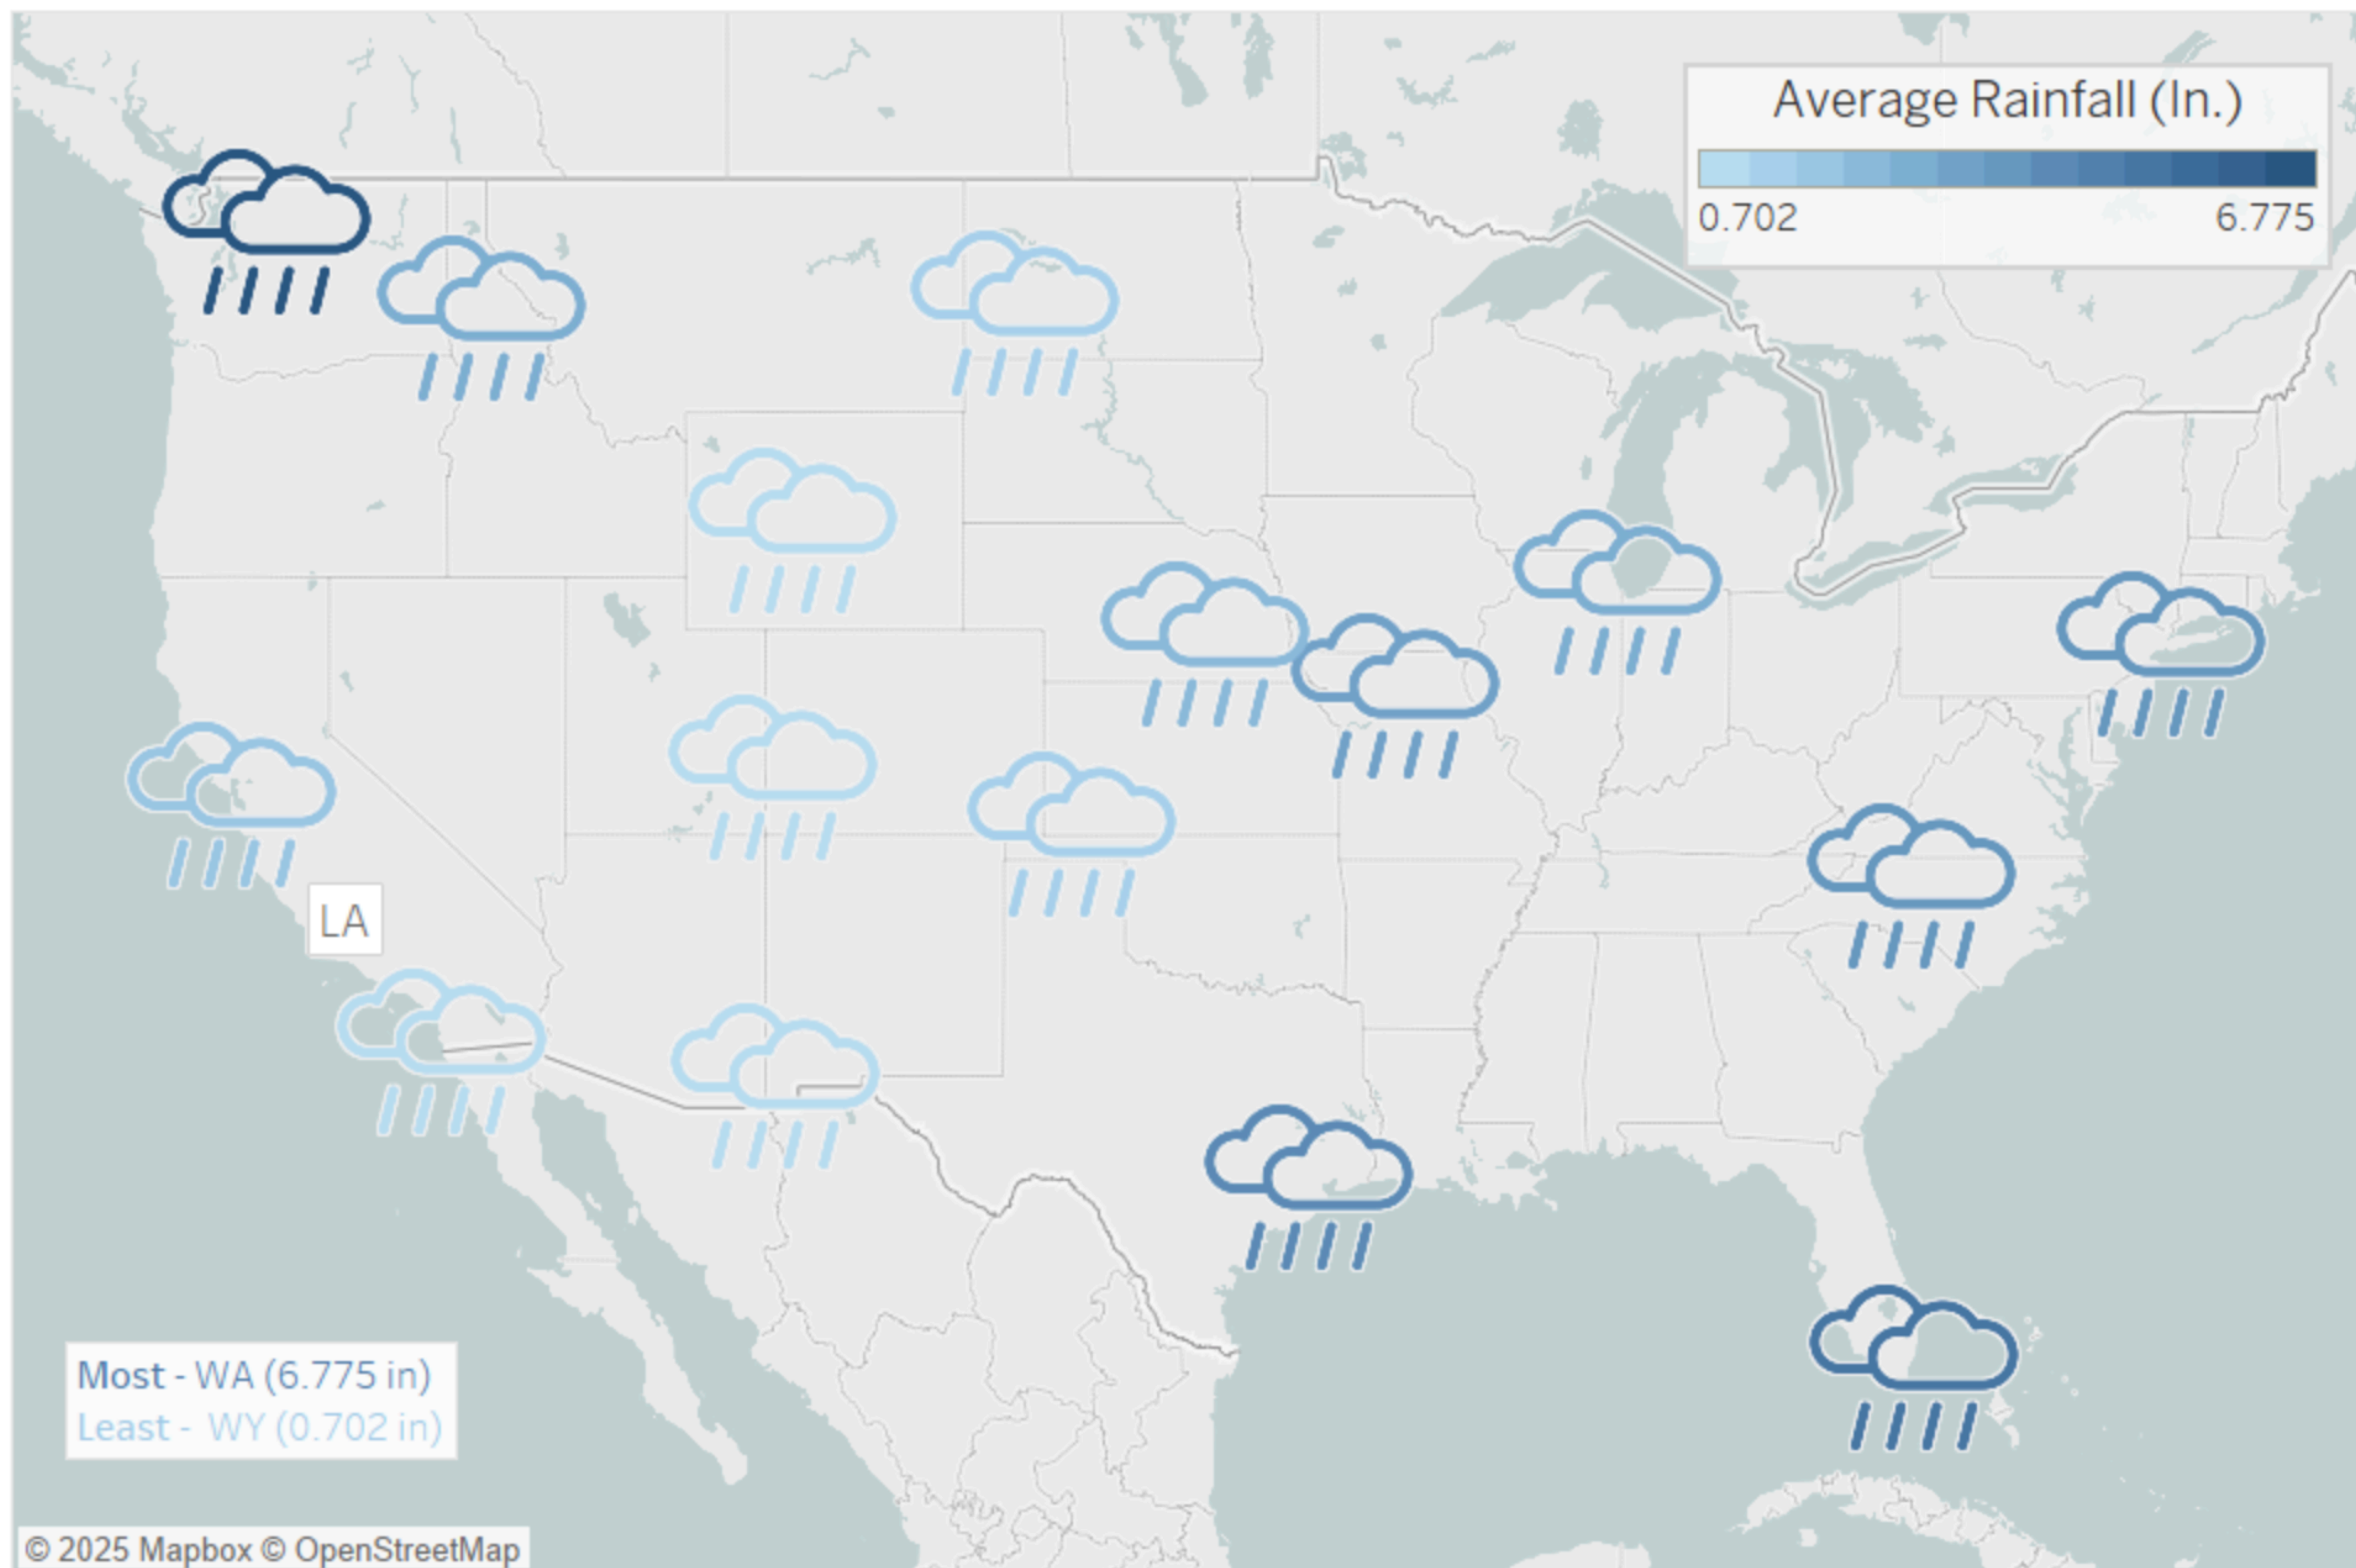 Average Rainfall (In.)
0.702 6.775
LA
Most - WA (6.775 in)
Least - WY (0.702 in)
© 2025 Mapbox © OpenStreetMap